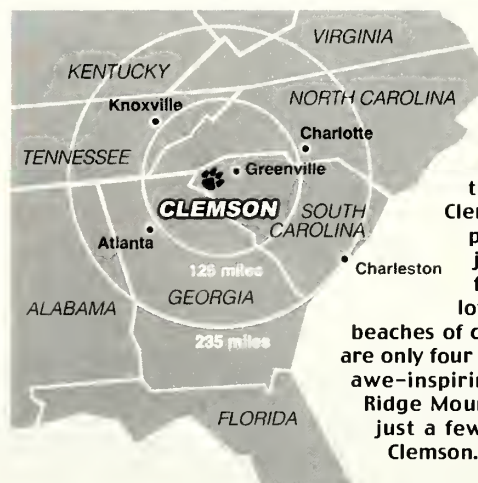 VIRGINIA
KENTUCKY
Knoxville
NORTH CAROLINA
Charlotte
TENNESSEE
Greenville
CLEMSON
SOUTH
CAROLINA
Atlanta
Charleston
125 miles
ALABAMA
GEORGIA
235 miles
FLORIDA
t
Clem
p
j
f
lo
beaches of c
are only four
awe-inspirin
Ridge Mour
just a few
Clemson.